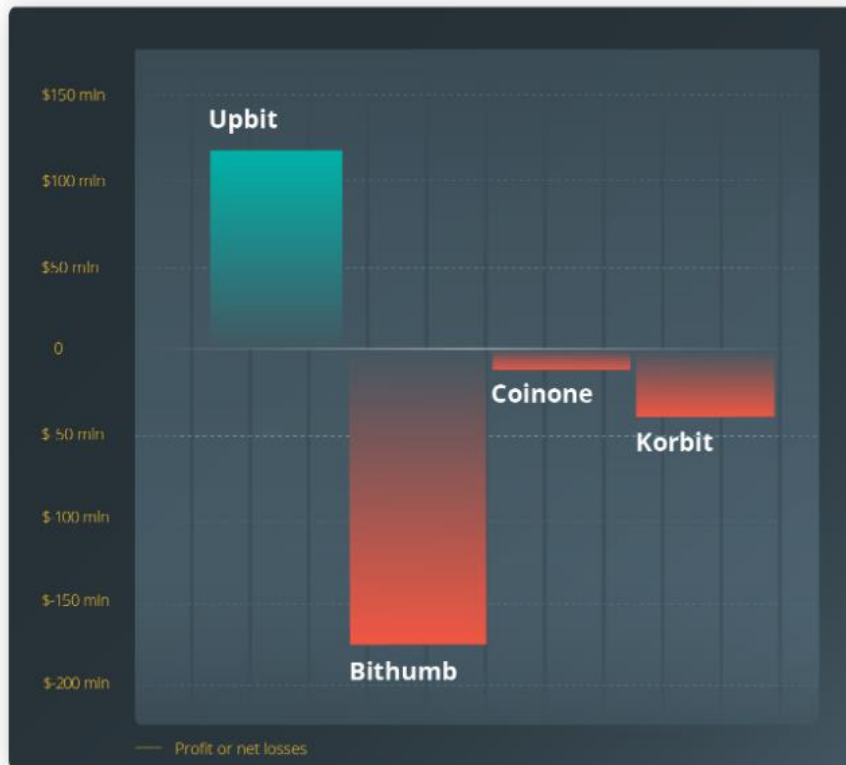 $150 mln
Upbit
$100 mln
$50 mln
0
Coinone
$-50 mln
Korbit
$-100 mln
$-150 mln
Bithumb
$-200 mln
Profit or net losses